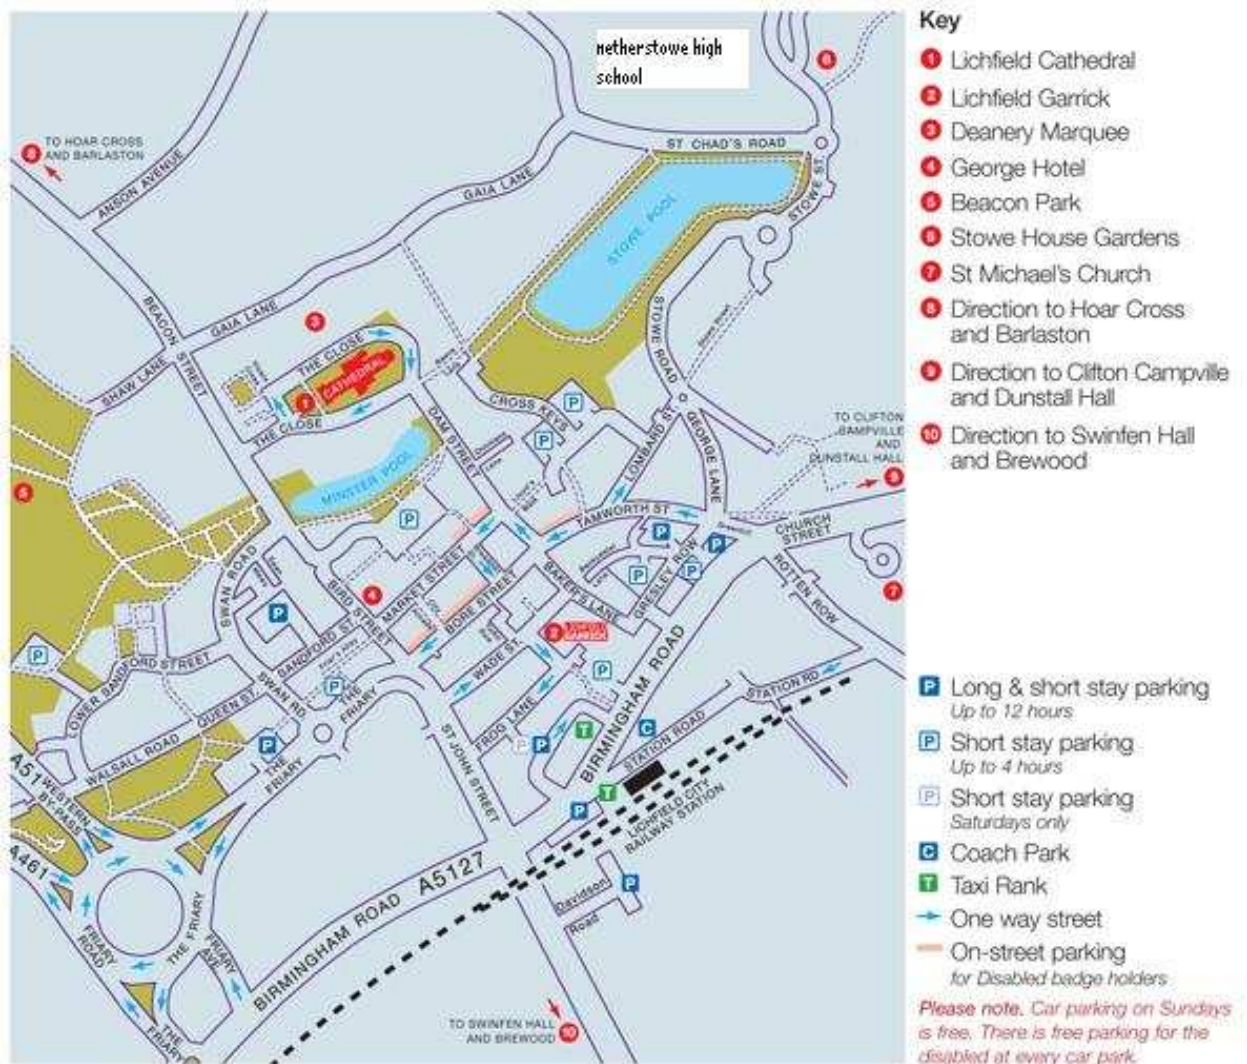 netherstowe high
school
TO HOAR CROSS
AND BARLASTON
ANSON AVENUE
ST CHAD'S ROAD
GAIA LANE
STOWE ST
STOWE POOL
BEACON STREET
GAIA LANE
STOWE ROAD
SHAW LANE
THE CLOSE
CATHEDRAL
THE CLOSE
CROSS KEYS
DAM STREET
LOMBARD ST
GEORGE LANE
TO CLIFTON
CAMPVILLE
AND
DUNSTALL HALL
MINSTER POOL
TAMWORTH ST
CHURCH
STREET
SWAN ROAD
BIRD STREET
MARKET STREET
BORE STREET
BAKER'S LANE
GRESLEY ROW
ROTTEN ROW
SANDFORD ST.
LICHFIELD
GARRICK
WADE ST.
LOWER SANDFORD STREET
SWAN RD.
QUEEN ST.
THE
FRIARY
FROG LANE
BIRMINGHAM ROAD
STATION RD
WALSALL ROAD
ST JOHN STREET
STATION ROAD
A51
WESTERN
BY-PASS
THE
FRIARY
LICHFIELD CITY
RAILWAY STATION
A461
BIRMINGHAM ROAD A5127
Davidson
Road
FRIARY
ROAD
THE FRIARY
FRIARY
AVE
THE
FRIARY
TO SWINFEN HALL
AND BREWOOD
Key
1 Lichfield Cathedral
2 Lichfield Garrick
3 Deanery Marquee
4 George Hotel
5 Beacon Park
6 Stowe House Gardens
7 St Michael's Church
8 Direction to Hoar Cross
and Barlaston
9 Direction to Clifton Campville
and Dunstall Hall
10 Direction to Swinfen Hall
and Brewood
P Long & short stay parking
Up to 12 hours
P Short stay parking
Up to 4 hours
P Short stay parking
Saturdays only
C Coach Park
T Taxi Rank
One way street
On-street parking
for Disabled badge holders
Please note. Car parking on Sundays
is free. There is free parking for the
disabled at every car park.